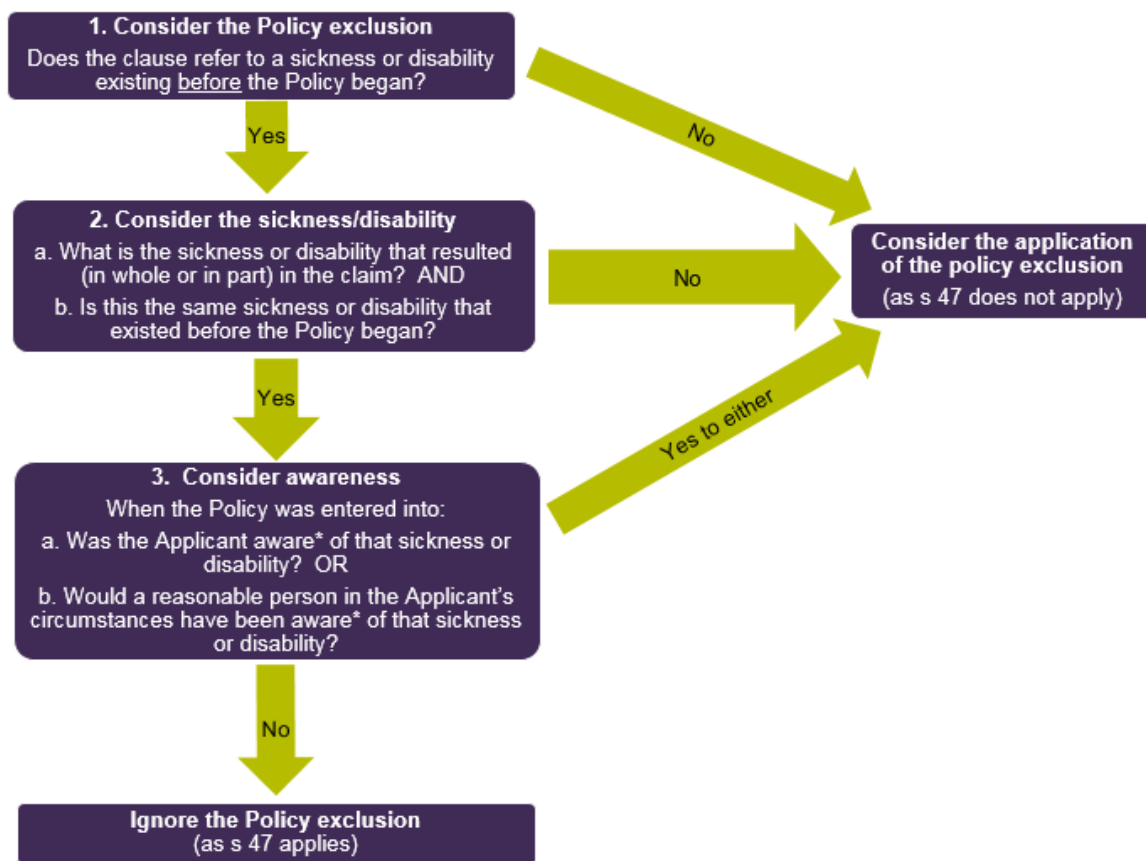 1. Consider the Policy exclusion
Does the clause refer to a sickness or disability
existing before the Policy began?
No
Yes
2. Consider the sickness/disability
a. What is the sickness or disability that resulted
(in whole or in part) in the claim? AND
b. Is this the same sickness or disability that
existed before the Policy began?
No
Consider the application
of the policy exclusion
(as s 47 does not apply)
Yes
Yes to either
3. Consider awareness
When the Policy was entered into:
a. Was the Applicant aware* of that sickness or
disability? OR
b. Would a reasonable person in the Applicant's
circumstances have been aware* of that sickness
or disability?
No
Ignore the Policy exclusion
(as s 47 applies)